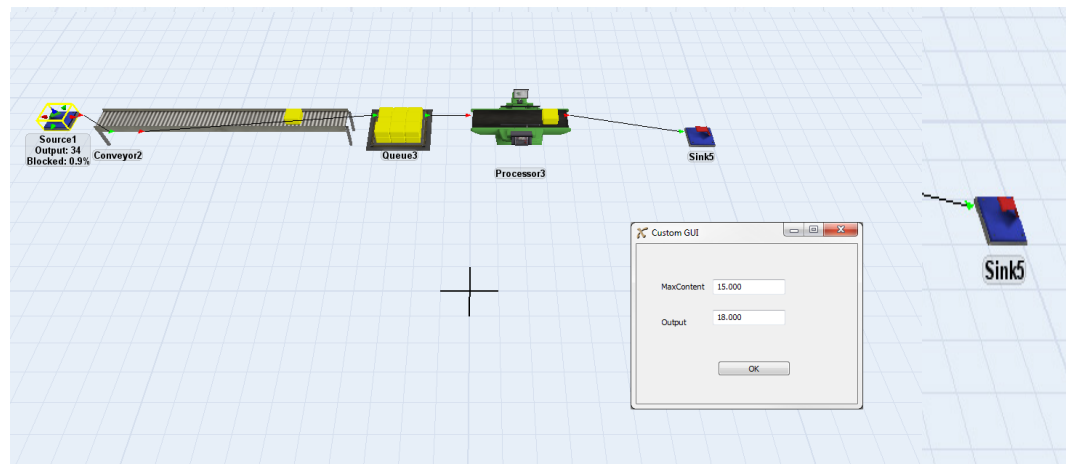 Source1
Output: 34
Blocked: 0.9%
Conveyor2
Queue3
Processor3
Sink5
Custom GUI
MaxContent 15.000
Output 18.000
OK
Sink5